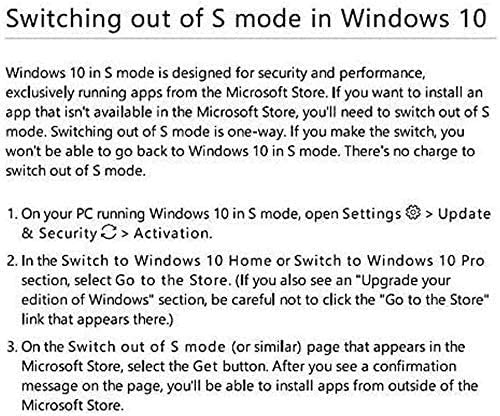 Switching out of S mode in Windows 10
Windows 10 in S mode is designed for security and performance,
exclusively running apps from the Microsoft Store. If you want to install an
app that isn't available in the Microsoft Store, you'll need to switch out of S
mode. Switching out of S mode is one-way. If you make the switch, you
won't be able to go back to Windows 10 in S mode. There's no charge to
switch out of S mode.
1. On your PC running Windows 10 in S mode, open Settings > Update
& Security > Activation.
2. In the Switch to Windows 10 Home or Switch to Windows 10 Pro
section, select Go to the Store. (If you also see an "Upgrade your
edition of Windows" section, be careful not to click the "Go to the Store"
link that appears there.)
3. On the Switch out of S mode (or similar) page that appears in the
Microsoft Store, select the Get button. After you see a confirmation
message on the page, you'll be able to install apps from outside of the
Microsoft Store.